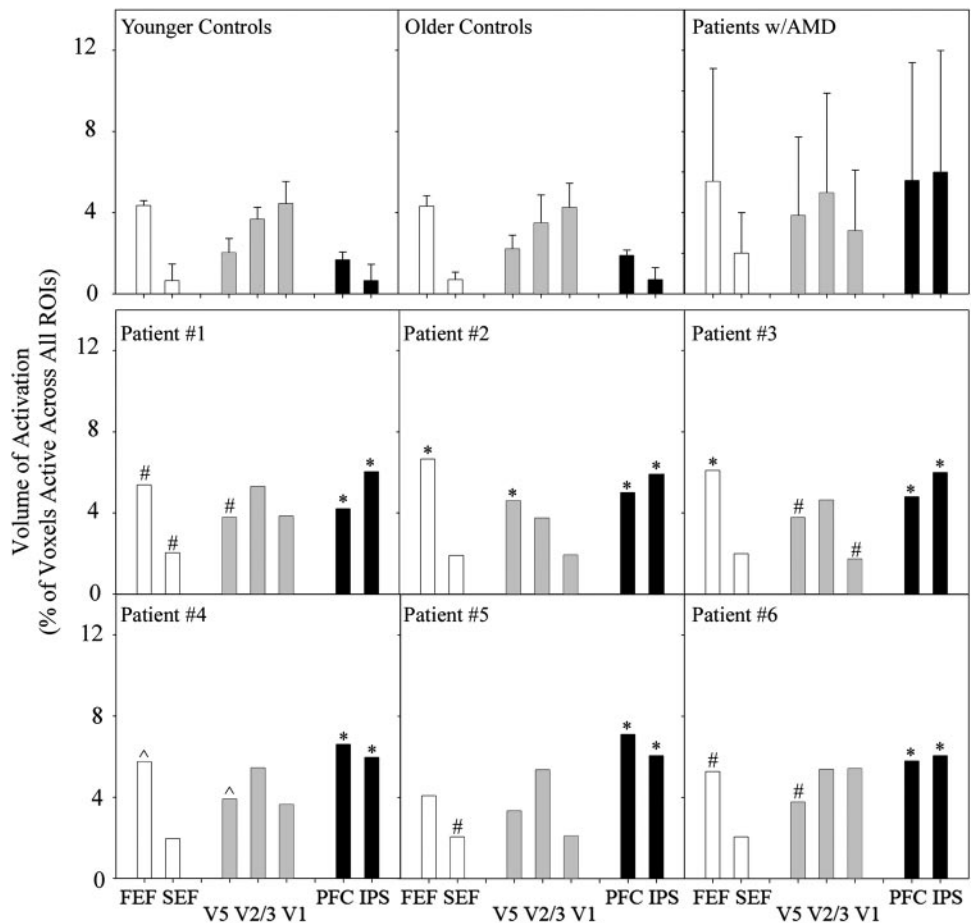 Younger Controls
Older Controls
Patients w/AMD
12
8
4
0
Patient #1
Patient #2
Patient #3
12
8
4
0
# # # * *
* * * *
* # # * *
Patient #4
Patient #5
Patient #6
12
8
4
0
^ ^ * *
# * *
# # * *
FEF SEF V5 V2/3 V1 PFC IPS
FEF SEF V5 V2/3 V1 PFC IPS
FEF SEF V5 V2/3 V1 PFC IPS
Volume of Activation
(% of Voxels Active Across All ROIs)